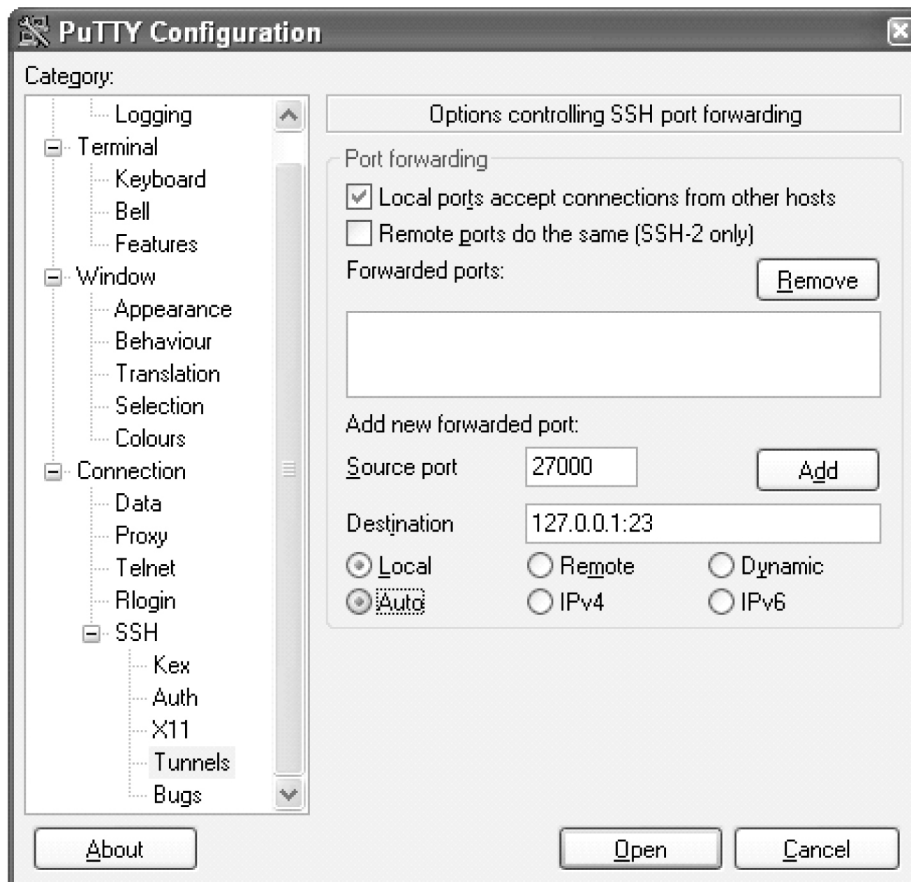 PuTTY Configuration
Category:
Logging
Terminal
Keyboard
Bell
Features
Window
Appearance
Behaviour
Translation
Selection
Colours
Connection
Data
Proxy
Telnet
Rlogin
SSH
Kex
Auth
X11
Tunnels
Bugs
Options controlling SSH port forwarding
Port forwarding
Local ports accept connections from other hosts
Remote ports do the same (SSH-2 only)
Forwarded ports:
Remove
Add new forwarded port:
Source port 27000 Add
Destination 127.0.0.1:23
Local Remote Dynamic
Auto IPv4 IPv6
About Open Cancel